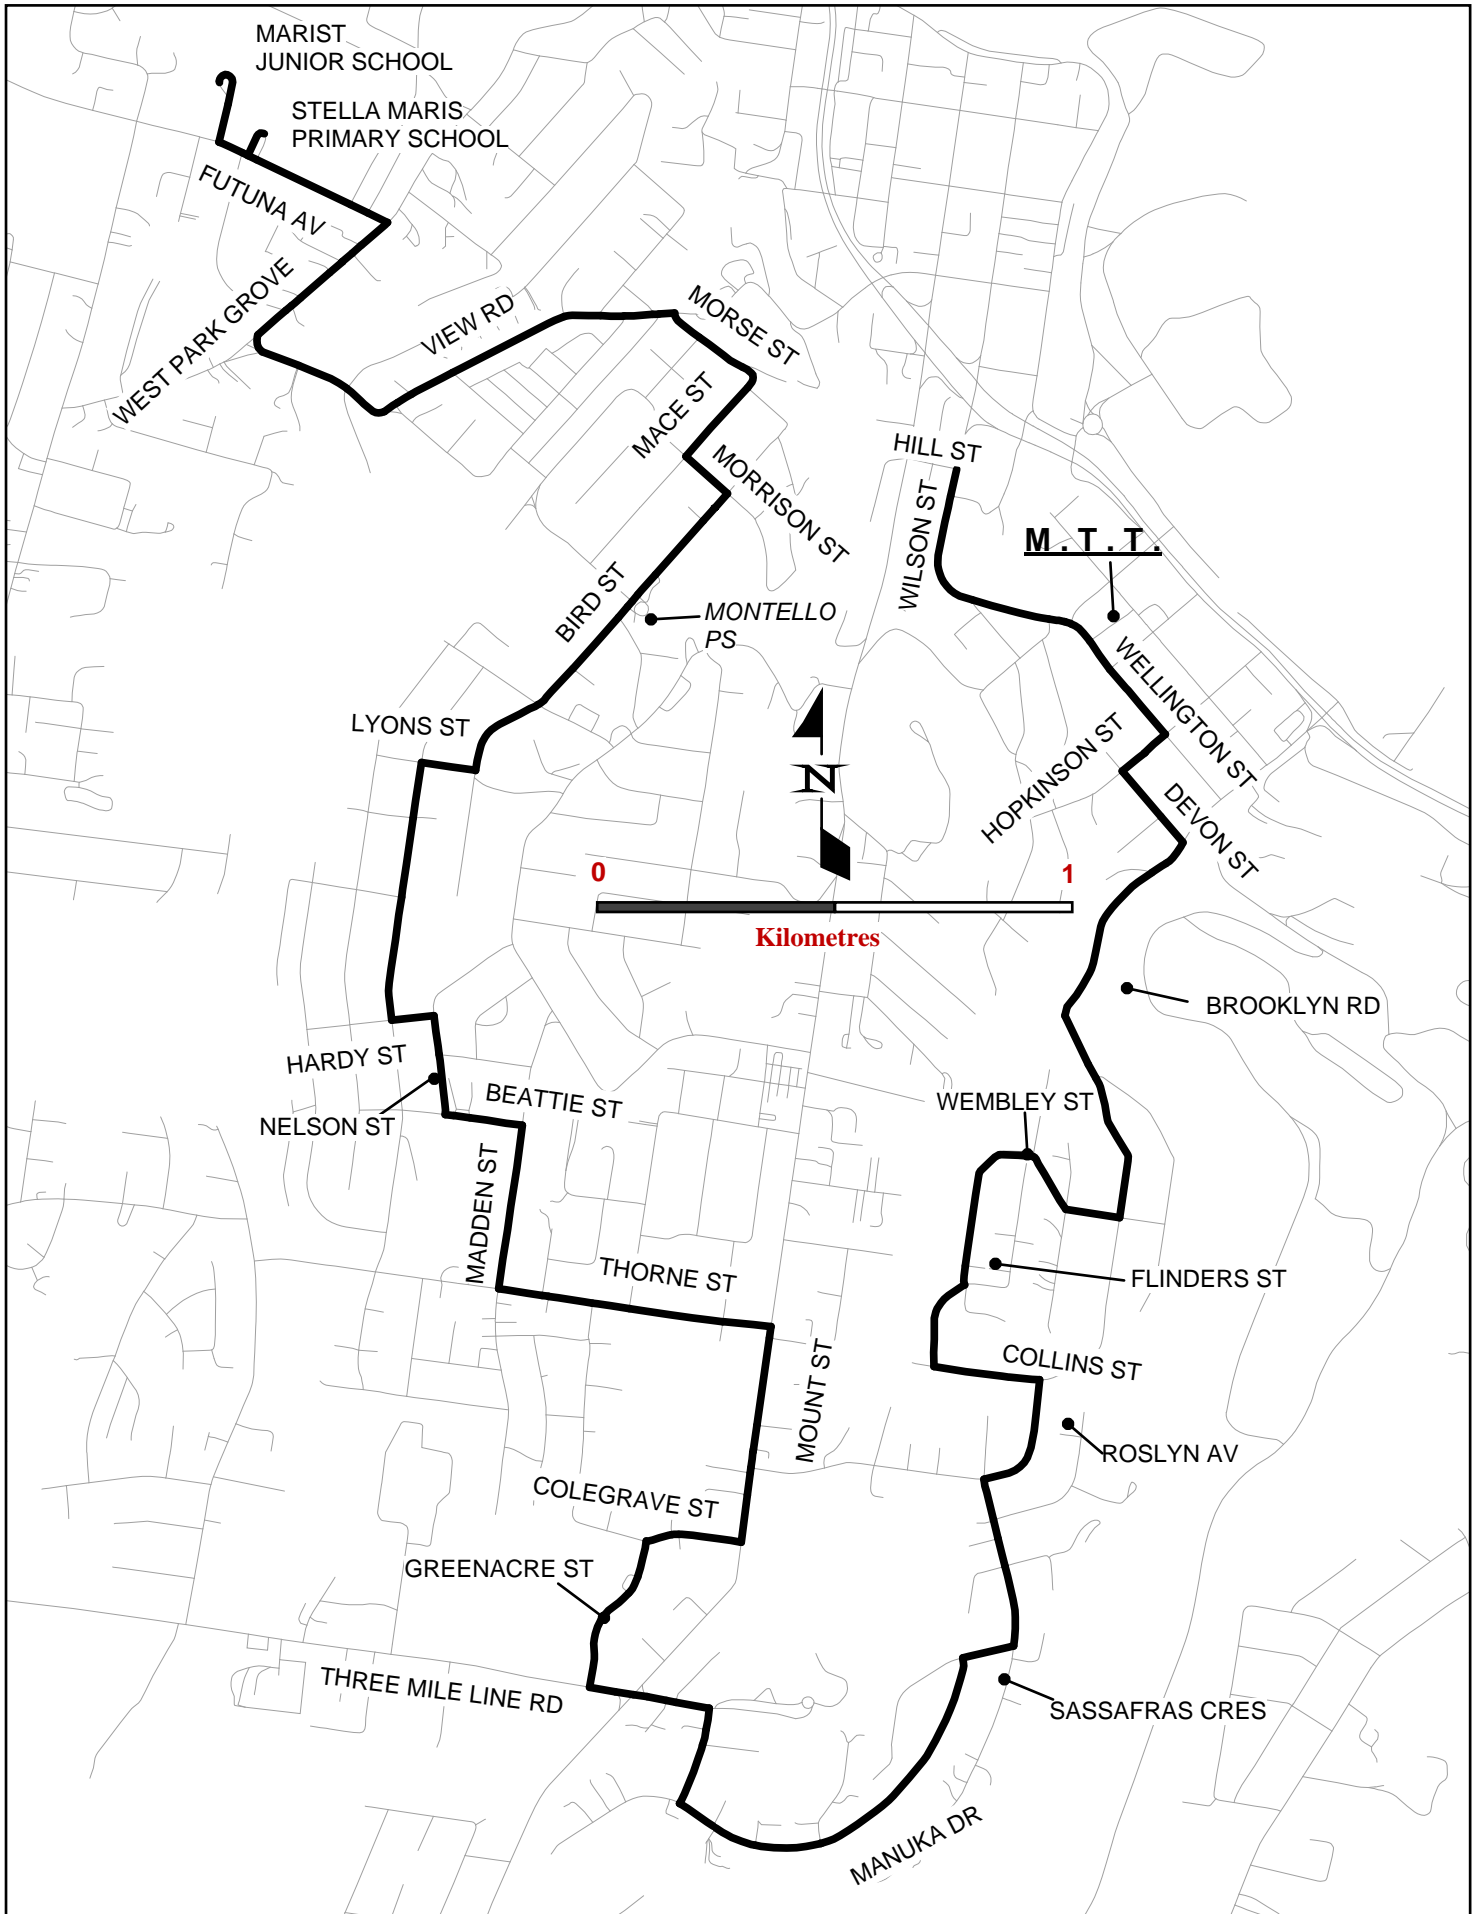 MARIST
JUNIOR SCHOOL
STELLA MARIS
PRIMARY SCHOOL
FUTUNA AV
WEST PARK GROVE
VIEW RD
MORSE ST
MACE ST
MORRISON ST
HILL ST
WILSON ST
M.T.T.
BIRD ST
MONTELLO
PS
WELLINGTON ST
LYONS ST
HOPKINSON ST
DEVON ST
N
0
1
Kilometres
BROOKLYN RD
HARDY ST
BEATTIE ST
WEMBLEY ST
NELSON ST
MADDEN ST
THORNE ST
FLINDERS ST
MOUNT ST
COLLINS ST
ROSLYN AV
COLEGRAVE ST
GREENACRE ST
THREE MILE LINE RD
SASSAFRAS CRES
MANUKA DR